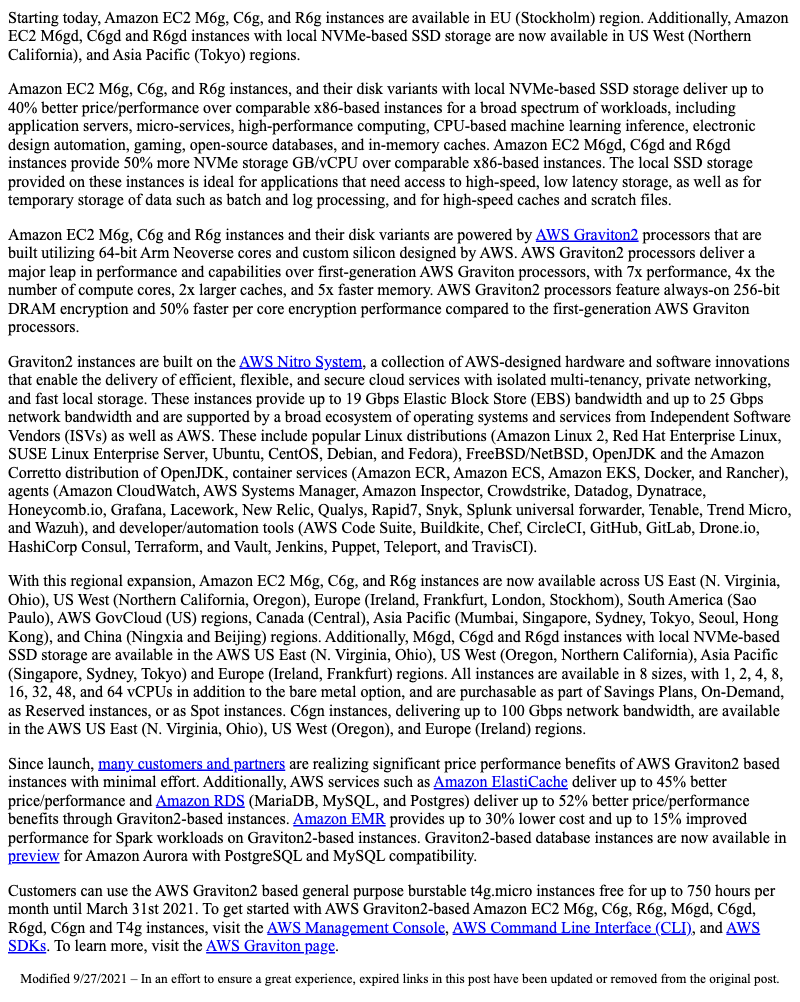 Starting today, Amazon EC2 M6g, C6g, and R6g instances are available in EU (Stockholm) region. Additionally, Amazon
EC2 M6gd, C6gd and R6gd instances with local NVMe-based SSD storage are now available in US West (Northern
California), and Asia Pacific (Tokyo) regions.
Amazon EC2 M6g, C6g, and R6g instances, and their disk variants with local NVMe-based SSD storage deliver up to
40% better price/performance over comparable x86-based instances for a broad spectrum of workloads, including
application servers, micro-services, high-performance computing, CPU-based machine learning inference, electronic
design automation, gaming, open-source databases, and in-memory caches. Amazon EC2 M6gd, C6gd and R6gd
instances provide 50% more NVMe storage GB/vCPU over comparable x86-based instances. The local SSD storage
provided on these instances is ideal for applications that need access to high-speed, low latency storage, as well as for
temporary storage of data such as batch and log processing, and for high-speed caches and scratch files.
Amazon EC2 M6g, C6g and R6g instances and their disk variants are powered by AWS Graviton2 processors that are
built utilizing 64-bit Arm Neoverse cores and custom silicon designed by AWS. AWS Graviton2 processors deliver a
major leap in performance and capabilities over first-generation AWS Graviton processors, with 7x performance, 4x the
number of compute cores, 2x larger caches, and 5x faster memory. AWS Graviton2 processors feature always-on 256-bit
DRAM encryption and 50% faster per core encryption performance compared to the first-generation AWS Graviton
processors.
Graviton2 instances are built on the AWS Nitro System, a collection of AWS-designed hardware and software innovations
that enable the delivery of efficient, flexible, and secure cloud services with isolated multi-tenancy, private networking,
and fast local storage. These instances provide up to 19 Gbps Elastic Block Store (EBS) bandwidth and up to 25 Gbps
network bandwidth and are supported by a broad ecosystem of operating systems and services from Independent Software
Vendors (ISVs) as well as AWS. These include popular Linux distributions (Amazon Linux 2, Red Hat Enterprise Linux,
SUSE Linux Enterprise Server, Ubuntu, CentOS, Debian, and Fedora), FreeBSD/NetBSD, OpenJDK and the Amazon
Corretto distribution of OpenJDK, container services (Amazon ECR, Amazon ECS, Amazon EKS, Docker, and Rancher),
agents (Amazon CloudWatch, AWS Systems Manager, Amazon Inspector, Crowdstrike, Datadog, Dynatrace,
Honeycomb.io, Grafana, Lacework, New Relic, Qualys, Rapid7, Snyk, Splunk universal forwarder, Tenable, Trend Micro,
and Wazuh), and developer/automation tools (AWS Code Suite, Buildkite, Chef, CircleCI, GitHub, GitLab, Drone.io,
HashiCorp Consul, Terraform, and Vault, Jenkins, Puppet, Teleport, and TravisCI).
With this regional expansion, Amazon EC2 M6g, C6g, and R6g instances are now available across US East (N. Virginia,
Ohio), US West (Northern California, Oregon), Europe (Ireland, Frankfurt, London, Stockhom), South America (Sao
Paulo), AWS GovCloud (US) regions, Canada (Central), Asia Pacific (Mumbai, Singapore, Sydney, Tokyo, Seoul, Hong
Kong), and China (Ningxia and Beijing) regions. Additionally, M6gd, C6gd and R6gd instances with local NVMe-based
SSD storage are available in the AWS US East (N. Virginia, Ohio), US West (Oregon, Northern California), Asia Pacific
(Singapore, Sydney, Tokyo) and Europe (Ireland, Frankfurt) regions. All instances are available in 8 sizes, with 1, 2, 4, 8,
16, 32, 48, and 64 vCPUs in addition to the bare metal option, and are purchasable as part of Savings Plans, On-Demand,
as Reserved instances, or as Spot instances. C6gn instances, delivering up to 100 Gbps network bandwidth, are available
in the AWS US East (N. Virginia, Ohio), US West (Oregon), and Europe (Ireland) regions.
Since launch, many customers and partners are realizing significant price performance benefits of AWS Graviton2 based
instances with minimal effort. Additionally, AWS services such as Amazon ElastiCache deliver up to 45% better
price/performance and Amazon RDS (MariaDB, MySQL, and Postgres) deliver up to 52% better price/performance
benefits through Graviton2-based instances. Amazon EMR provides up to 30% lower cost and up to 15% improved
performance for Spark workloads on Graviton2-based instances. Graviton2-based database instances are now available in
preview for Amazon Aurora with PostgreSQL and MySQL compatibility.
Customers can use the AWS Graviton2 based general purpose burstable t4g.micro instances free for up to 750 hours per
month until March 31st 2021. To get started with AWS Graviton2-based Amazon EC2 M6g, C6g, R6g, M6gd, C6gd,
R6gd, C6gn and T4g instances, visit the AWS Management Console, AWS Command Line Interface (CLI), and AWS
SDKs. To learn more, visit the AWS Graviton page.
Modified 9/27/2021 – In an effort to ensure a great experience, expired links in this post have been updated or removed from the original post.